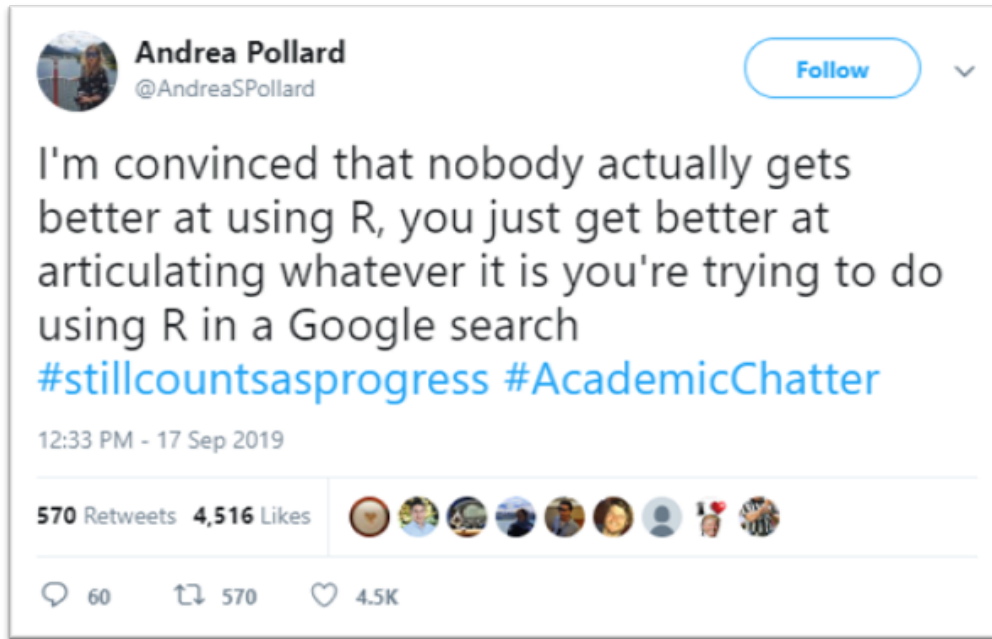 Andrea Pollard
@AndreaSPollard
Follow
I'm convinced that nobody actually gets
better at using R, you just get better at
articulating whatever it is you're trying to do
using R in a Google search
#stillcountsasprogress #AcademicChatter
12:33 PM - 17 Sep 2019
570 Retweets 4,516 Likes
60 570 4.5K